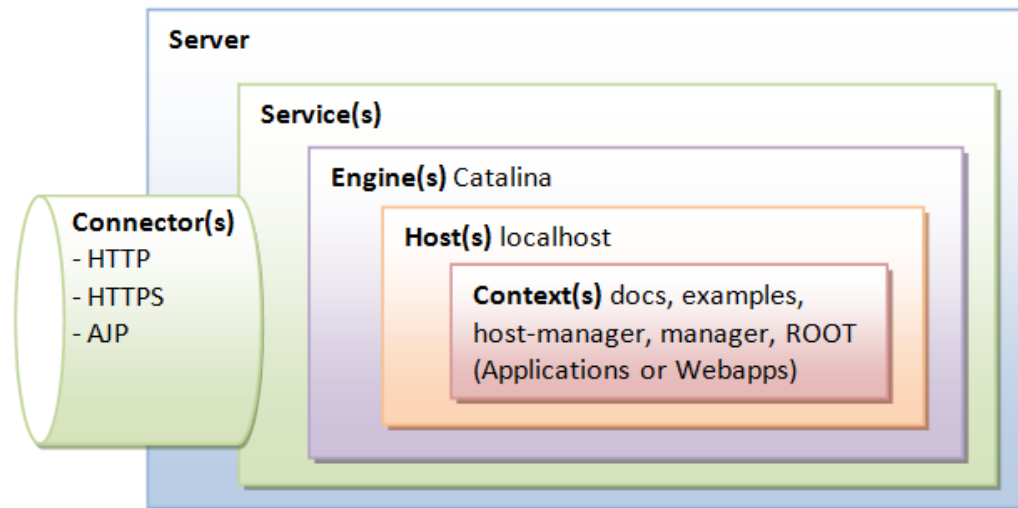 Server
Service(s)
Engine(s) Catalina
Connector(s)
- HTTP
- HTTPS
- AJP
Host(s) localhost
Context(s) docs, examples,
host-manager, manager, ROOT
(Applications or Webapps)